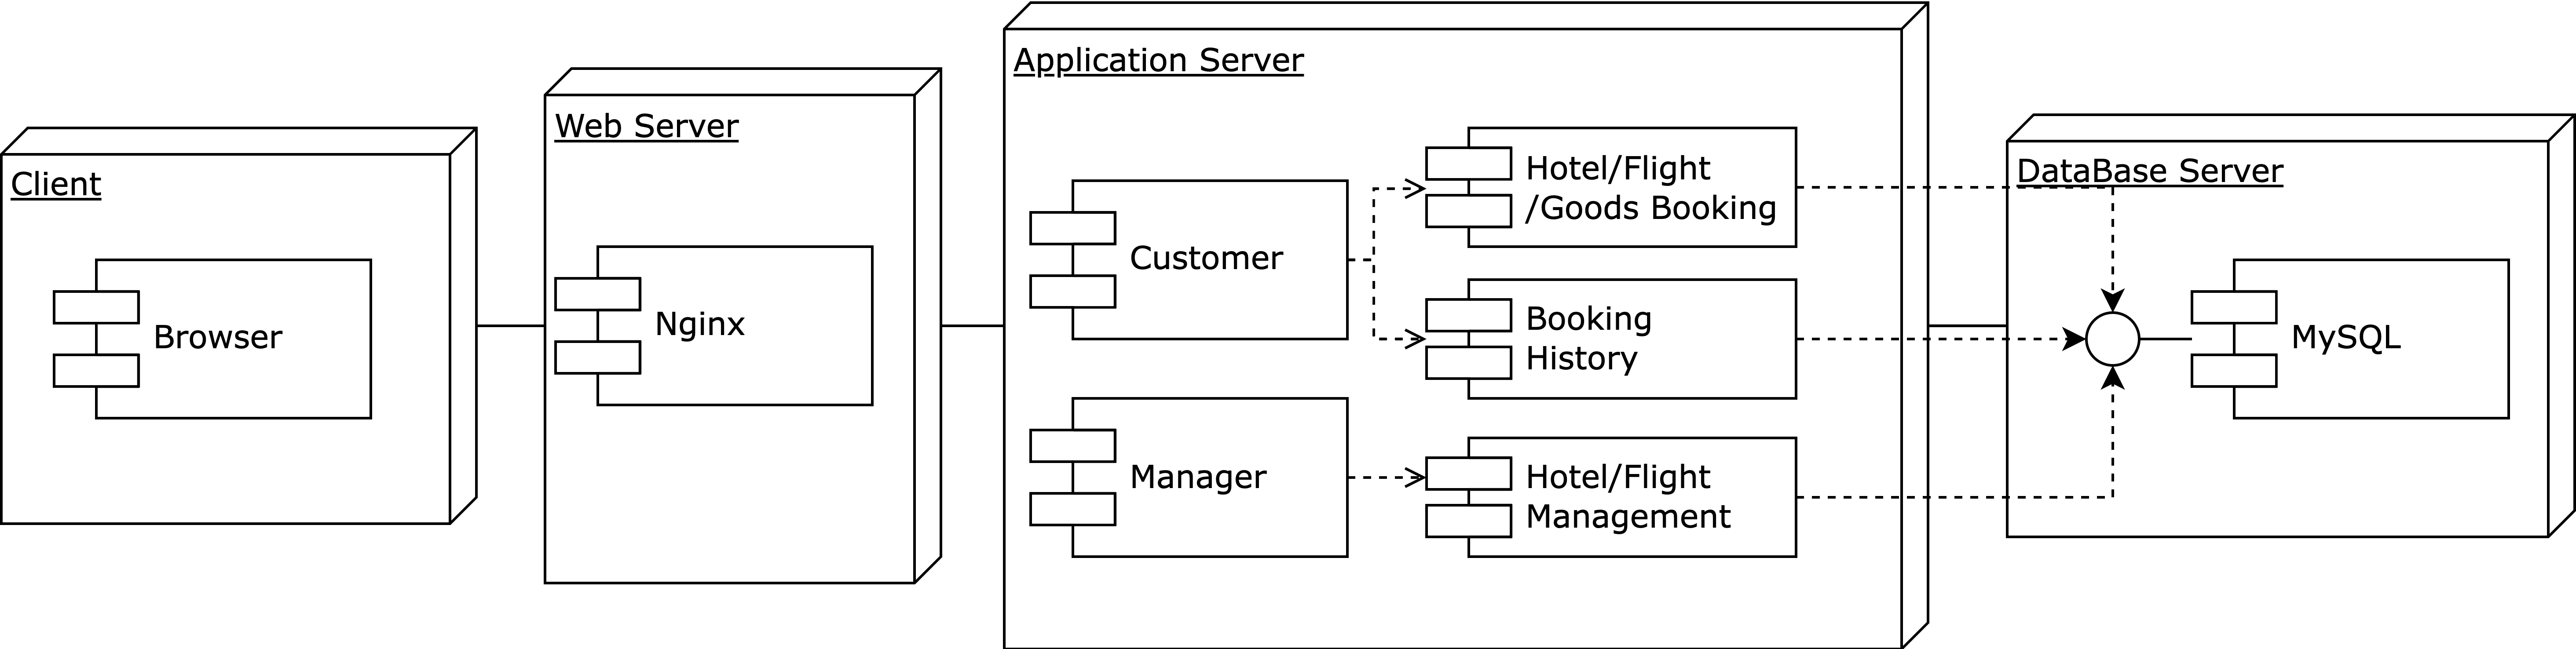 Client
Browser
Web Server
Nginx
Application Server
Customer
Hotel/Flight
/Goods Booking
Booking
History
Manager
Hotel/Flight
Management
DataBase Server
MySQL